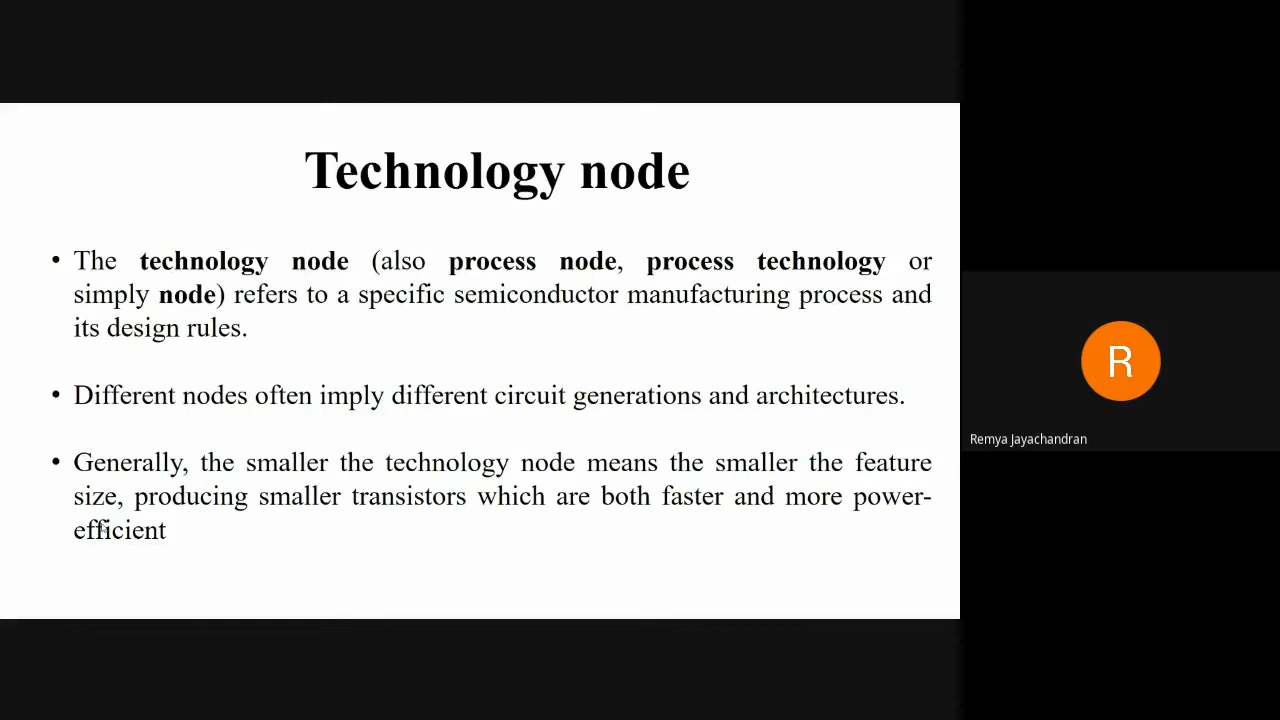 Technology node
• The technology node (also process node, process technology or
simply node) refers to a specific semiconductor manufacturing process and
its design rules.
• Different nodes often imply different circuit generations and architectures.
• Generally, the smaller the technology node means the smaller the feature
size, producing smaller transistors which are both faster and more power-
efficient
R
Remya Jayachandran